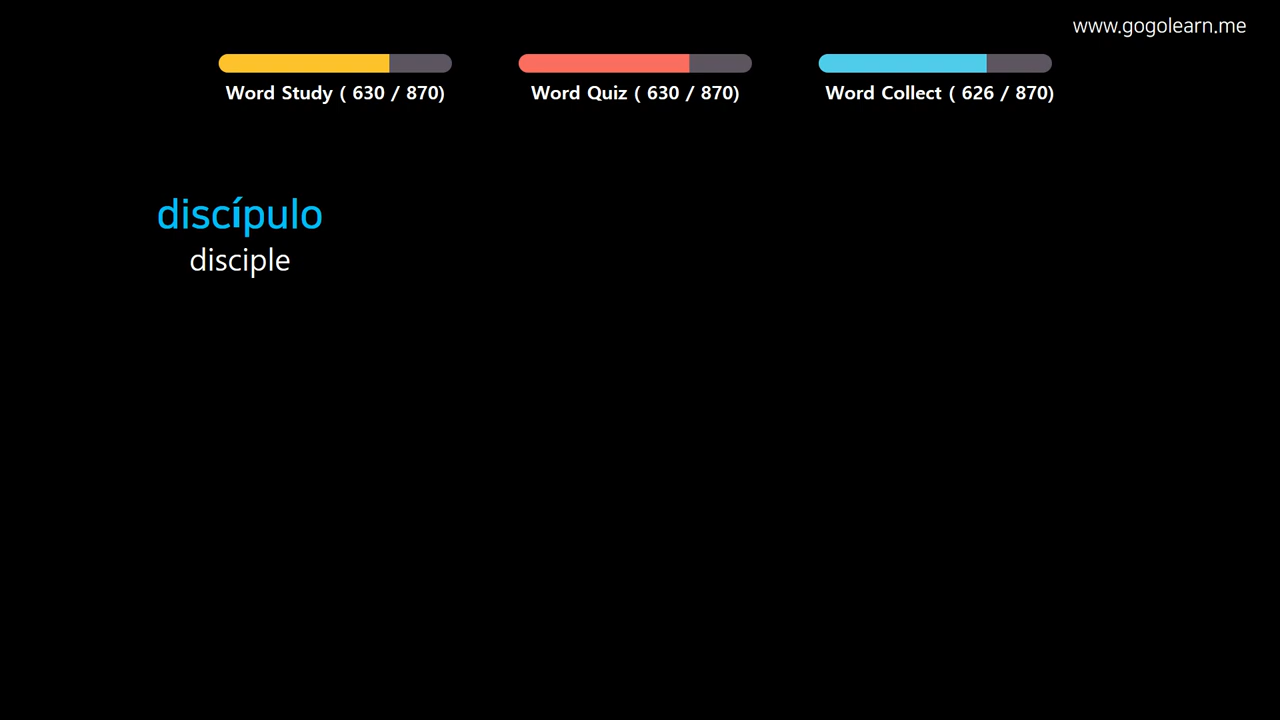 www.gogolearn.me
Word Study ( 630 / 870)
Word Quiz ( 630 / 870)
Word Collect ( 626 / 870)
discípulo
disciple